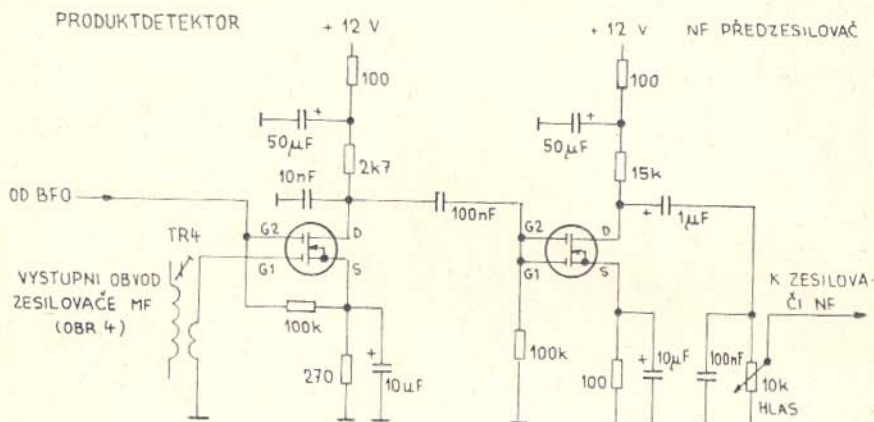 PRODUKTDETEKTOR
+ 12 V
+ 12 V
NF PŘEDZESILOVAČ
100
100
+
50µF
+
50µF
2k7
15k
10nF
OD BFO
100nF
+
1µF
TR4
G2
D
G1
S
G2
D
G1
S
VÝSTUPNI OBVOD
ZESILOVAČE MF
(OBR. 4)
K ZESILOVA-
ČI NF
100k
270
+
10µF
100k
100
+
10µF
100nF
10k
HLAS